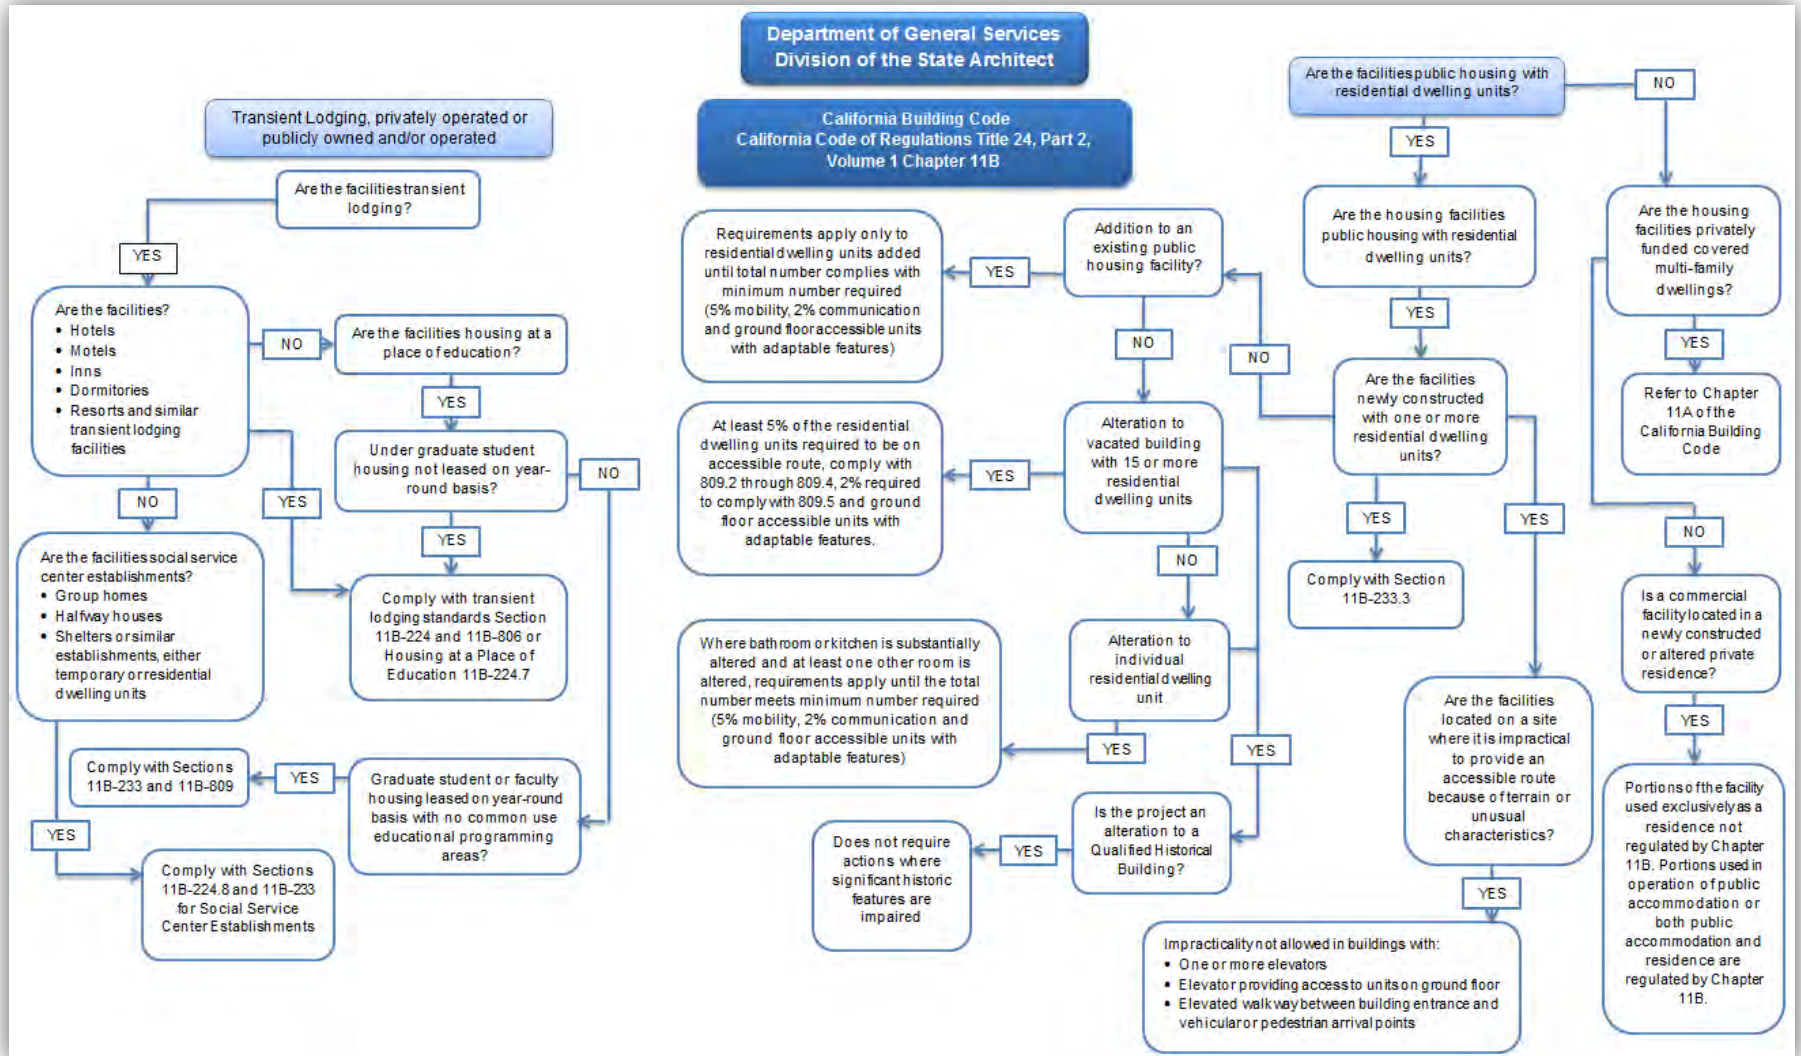 Department of General Services
Division of the State Architect
California Building Code
California Code of Regulations Title 24, Part 2,
Volume 1 Chapter 11B
Transient Lodging, privately operated or
publicly owned and/or operated
Are the facilities transient
lodging?
YES
Are the facilities?
• Hotels
• Motels
• Inns
• Dormitories
• Resorts and similar
transient lodging
facilities
NO
Are the facilities housing at a
place of education?
YES
Under graduate student
housing not leased on year-
round basis?
NO
YES
NO
YES
Are the facilities social service
center establishments?
• Group homes
• Halfway houses
• Shelters or similar
establishments, either
temporary or residential
dwelling units
Comply with transient
lodging standards Section
11B-224 and 11B-806 or
Housing at a Place of
Education 11B-224.7
Comply with Sections
11B-233 and 11B-809
YES
Graduate student or faculty
housing leased on year-round
basis with no common use
educational programming
areas?
YES
Comply with Sections
11B-224.8 and 11B-233
for Social Service
Center Establishments
Requirements apply only to
residential dwelling units added
until total number complies with
minimum number required
(5% mobility, 2% communication
and ground floor accessible units
with adaptable features)
YES
Addition to an
existing public
housing facility?
NO
At least 5% of the residential
dwelling units required to be on
accessible route, comply with
809.2 through 809.4, 2% required
to comply with 809.5 and ground
floor accessible units with
adaptable features.
YES
Alteration to
vacated building
with 15 or more
residential
dwelling units
NO
Where bathroom or kitchen is substantially
altered and at least one other room is
altered, requirements apply until the total
number meets minimum number required
(5% mobility, 2% communication and
ground floor accessible units with
adaptable features)
Alteration to
individual
residential dwelling
unit
YES
YES
Does not require
actions where
significant historic
features are
impaired
YES
Is the project an
alteration to a
Qualified Historical
Building?
Are the facilities public housing with
residential dwelling units?
NO
YES
Are the housing facilities
public housing with residential
dwelling units?
YES
NO
Are the facilities
newly constructed
with one or more
residential dwelling
units?
YES
YES
Comply with Section
11B-233.3
Are the facilities
located on a site
where it is impractical
to provide an
accessible route
because of terrain or
unusual
characteristics?
YES
Impracticality not allowed in buildings with:
• One or more elevators
• Elevator providing access to units on ground floor
• Elevated walk way between building entrance and
vehicular or pedestrian arrival points
Are the housing
facilities privately
funded covered
multi-family
dwellings?
YES
Refer to Chapter
11A of the
California Building
Code
NO
Is a commercial
facility located in a
newly constructed
or altered private
residence?
YES
Portions of the facility
used exclusively as a
residence not
regulated by Chapter
11B. Portions used in
operation of public
accommodation or
both public
accommodation and
residence are
regulated by Chapter
11B.